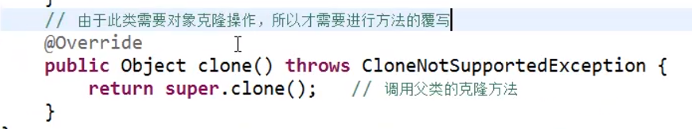 }
// 由于此类需要对象克隆操作，所以才需要进行方法的覆写
@Override
public Object clone() throws CloneNotSupportedException {
return super.clone(); // 调用父类的克隆方法
}
}